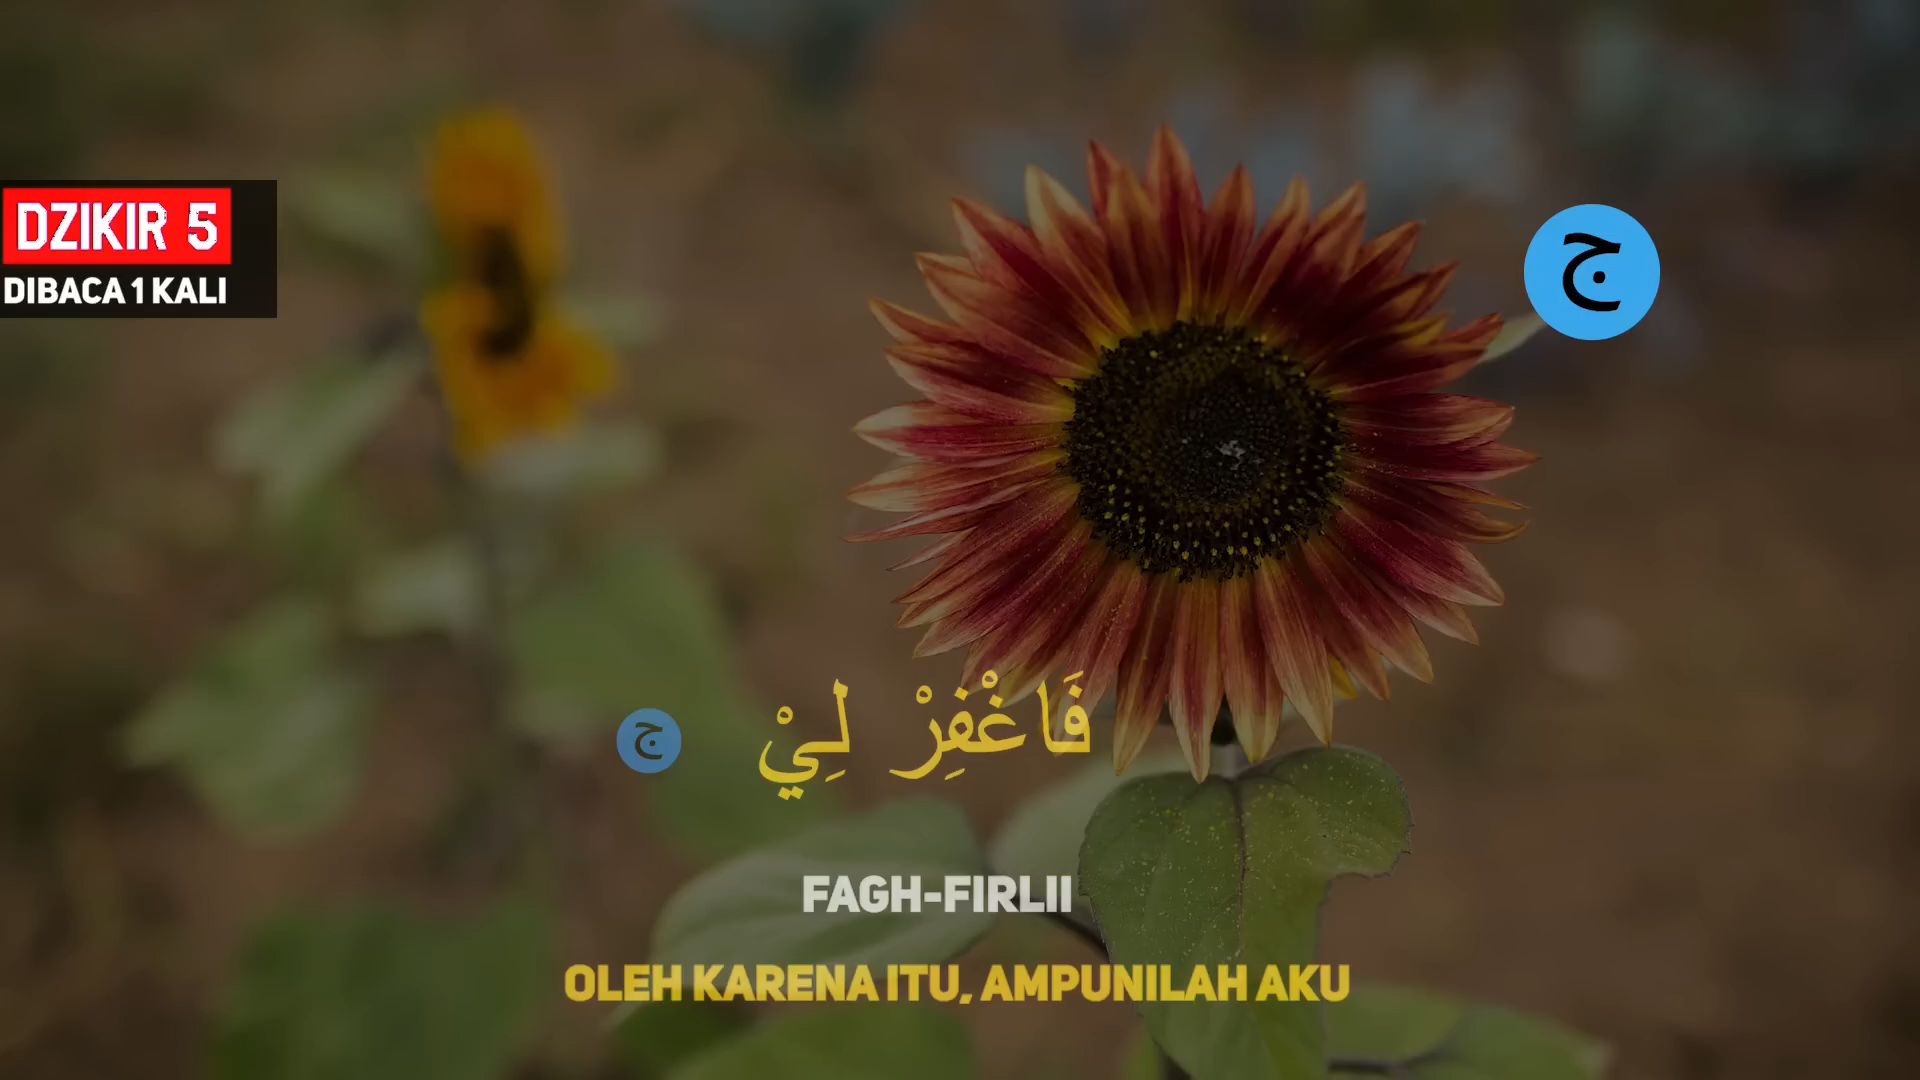 DZIKIR 5
DIBACA 1 KALI
ج
فَاغْفِرْ لِيْ ج
FAGH-FIRLII
OLEH KARENA ITU, AMPUNILAH AKU